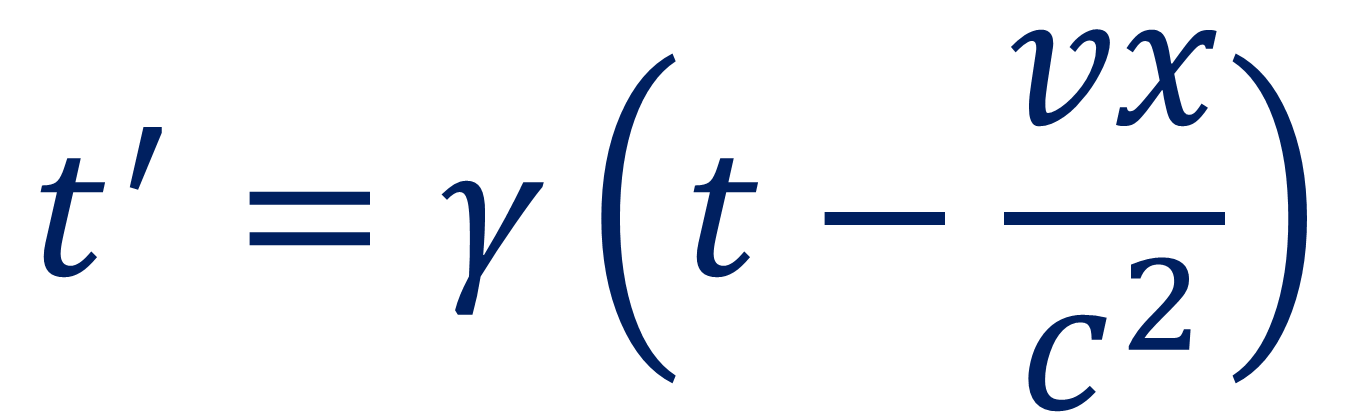 t′ = γ (t − vx/c²)